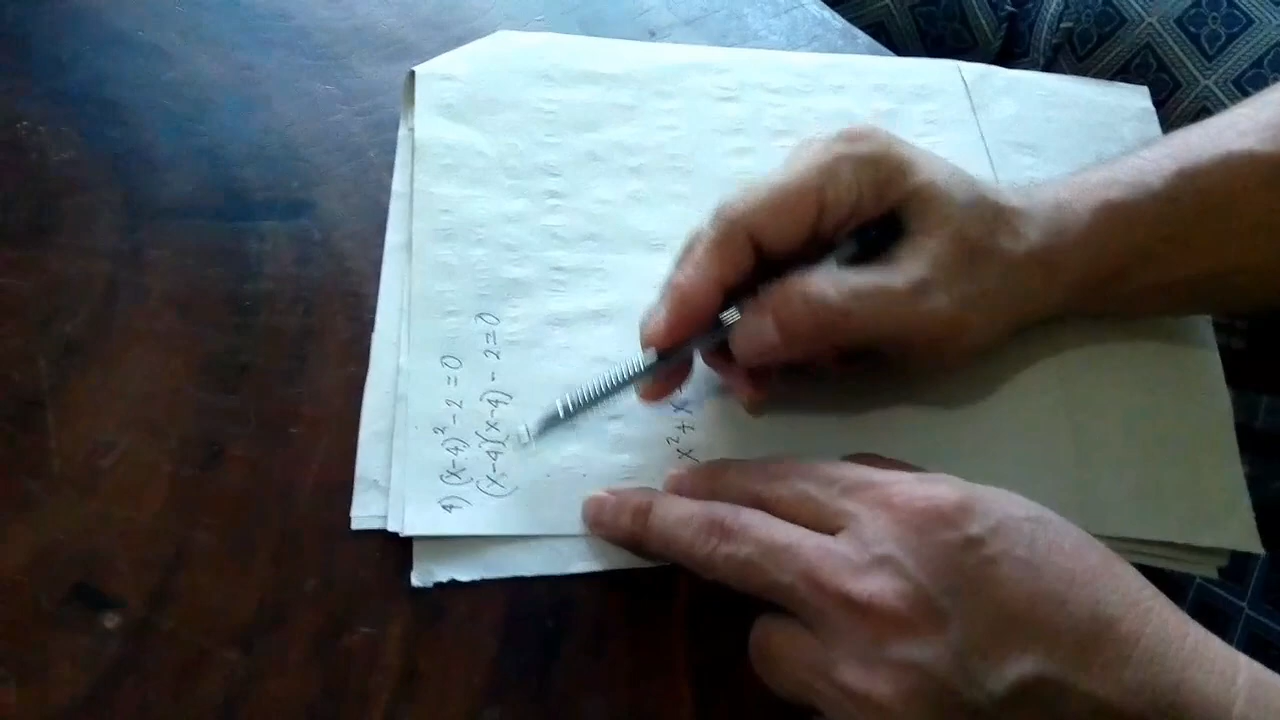 4) (x-4)² - 2 = 0
(x-4)(x-4) - 2 = 0
x² + x